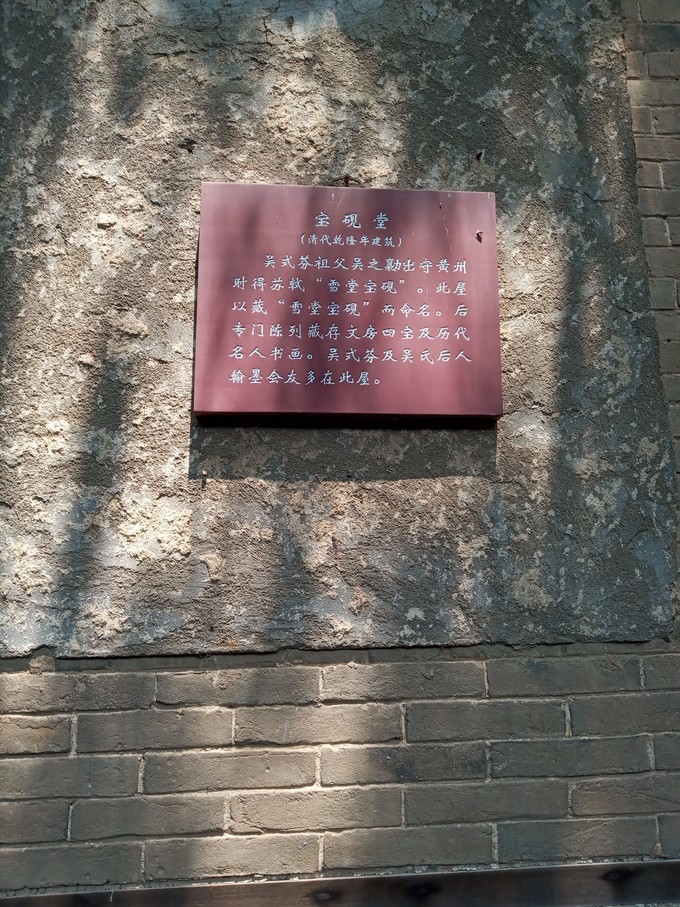 宝砚堂
（清代乾隆年建筑）
吴式芬祖父吴之勷出守黄州
时得苏轼“雪堂宝砚”。此屋
以藏“雪堂宝砚”而命名。后
专门陈列藏存文房四宝及历代
名人书画。吴式芬及吴氏后人
翰墨会友多在此屋。